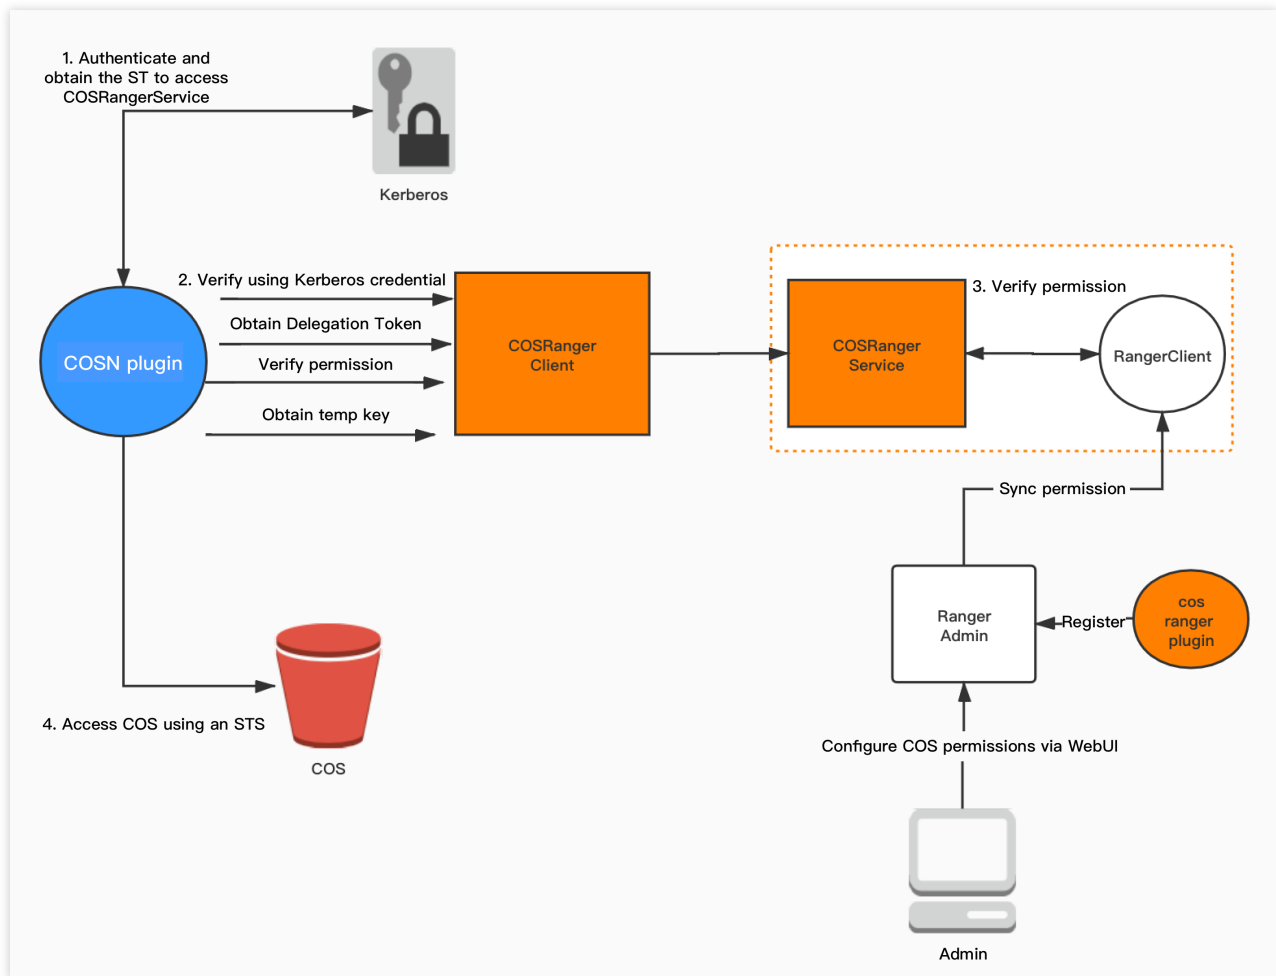 1. Authenticate and
obtain the ST to access
COSRangerService
Kerberos
2. Verify using Kerberos credential
Obtain Delegation Token
Verify permission
Obtain temp key
COSN plugin
COSRanger
Client
COSRanger
Service
3. Verify permission
RangerClient
Sync permission
Ranger
Admin
Register
cos
ranger
plugin
4. Access COS using an STS
COS
Configure COS permissions via WebUI
Admin